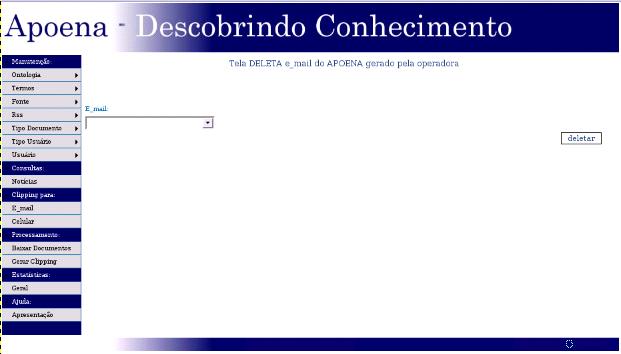 Apoena - Descobrindo Conhecimento
Tela DELETA e_mail do APOENA gerado pela operadora
Manutenção:
Ontologia
Termos
Fonte
Rss
Tipo Documento
Tipo Usuário
Usuário
Consultas:
Notícias
Clipping para:
E_mail
Celular
Processamento:
Baixar Documentos
Gerar Clipping
Estatísticas:
Geral
Ajuda:
Apresentação
E_mail:
deletar